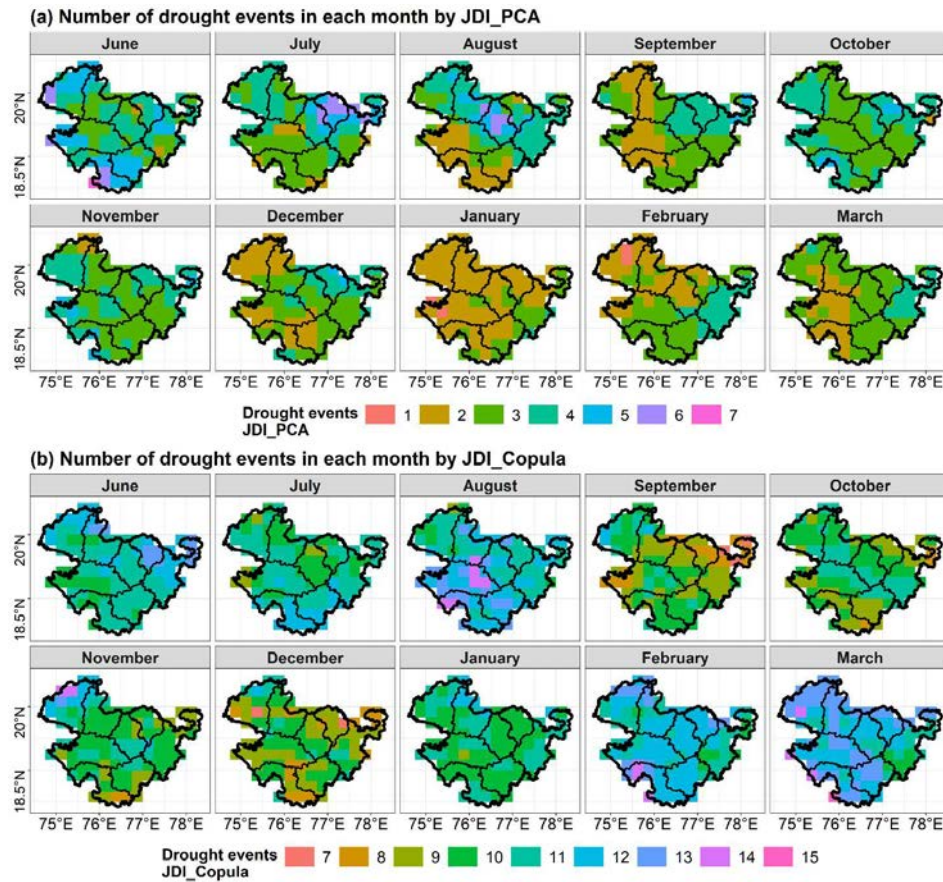 (a) Number of drought events in each month by JDI_PCA
June July August September October
20°N
18.5°N
November December January February March
20°N
18.5°N
75°E 76°E 77°E 78°E 75°E 76°E 77°E 78°E 75°E 76°E 77°E 78°E 75°E 76°E 77°E 78°E 75°E 76°E 77°E 78°E
Drought events
JDI_PCA
1 2 3 4 5 6 7
(b) Number of drought events in each month by JDI_Copula
June July August September October
20°N
18.5°N
November December January February March
20°N
18.5°N
75°E 76°E 77°E 78°E 75°E 76°E 77°E 78°E 75°E 76°E 77°E 78°E 75°E 76°E 77°E 78°E 75°E 76°E 77°E 78°E
Drought events
JDI_Copula
7 8 9 10 11 12 13 14 15